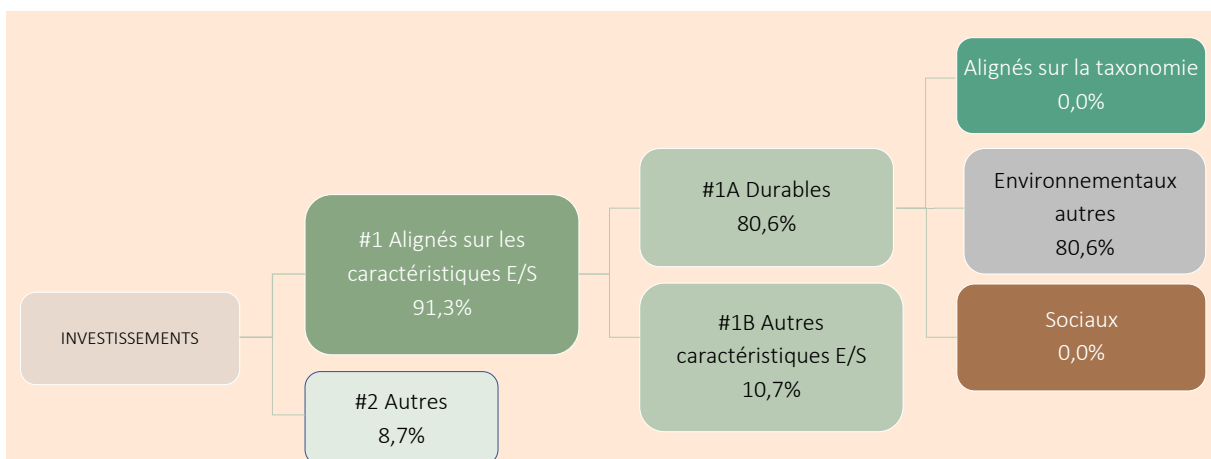 INVESTISSEMENTS
#1 Alignés sur les
caractéristiques E/S
91,3%
#2 Autres
8,7%
#1A Durables
80,6%
#1B Autres
caractéristiques E/S
10,7%
Alignés sur la taxonomie
0,0%
Environnementaux
autres
80,6%
Sociaux
0,0%